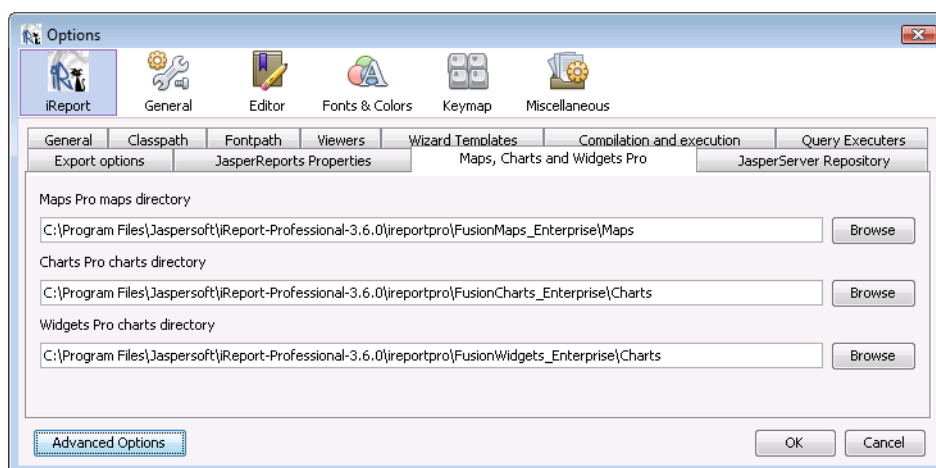 Options
iReport General Editor Fonts & Colors Keymap Miscellaneous
General Classpath Fontpath Viewers Wizard Templates Compilation and execution Query Executers
Export options JasperReports Properties Maps, Charts and Widgets Pro JasperServer Repository
Maps Pro maps directory
C:\Program Files\Jaspersoft\iReport-Professional-3.6.0\ireportpro\FusionMaps_Enterprise\Maps Browse
Charts Pro charts directory
C:\Program Files\Jaspersoft\iReport-Professional-3.6.0\ireportpro\FusionCharts_Enterprise\Charts Browse
Widgets Pro charts directory
C:\Program Files\Jaspersoft\iReport-Professional-3.6.0\ireportpro\FusionWidgets_Enterprise\Charts Browse
Advanced Options OK Cancel